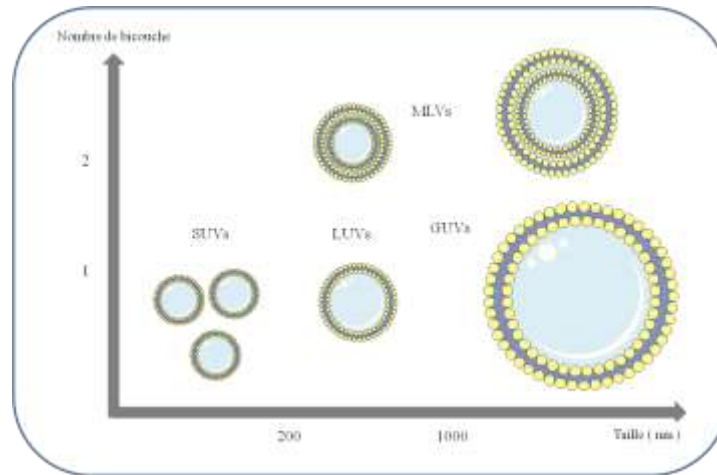 Nombre de bicouche
MLVs
2
SUVs
LUVs
GUVs
1
200
1000
Taille ( nm )